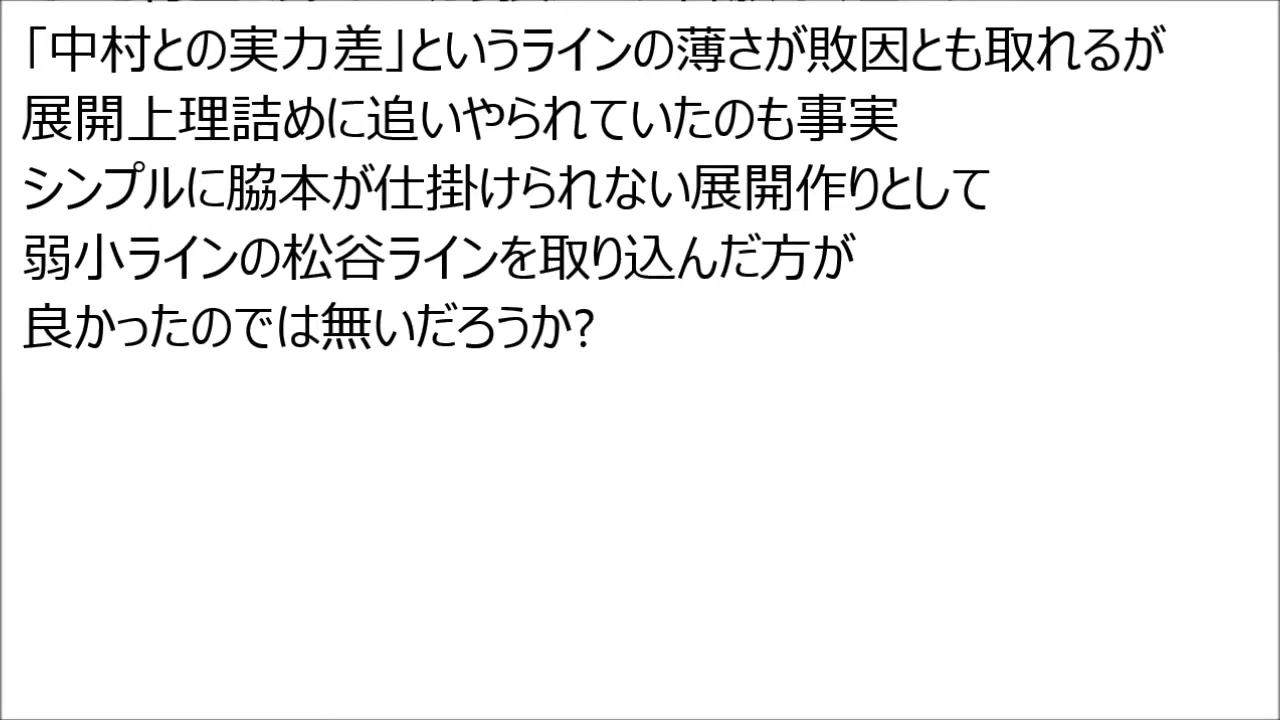 「中村との実力差」というラインの薄さが敗因とも取れるが
展開上理詰めに追いやられていたのも事実
シンプルに脇本が仕掛けられない展開作りとして
弱小ラインの松谷ラインを取り込んだ方が
良かったのでは無いだろうか?